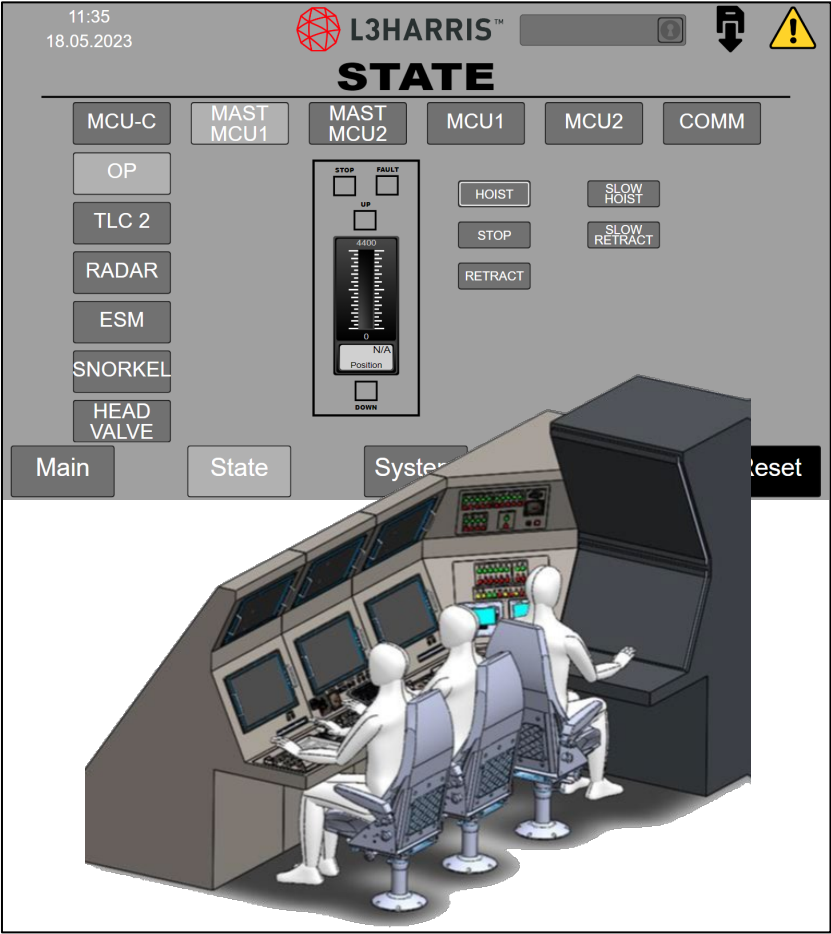 11:35
18.05.2023
L3HARRIS™
STATE
MCU-C
MAST
MCU1
MAST
MCU2
MCU1
MCU2
COMM
OP
TLC 2
RADAR
ESM
SNORKEL
HEAD
VALVE
STOP
FAULT
UP
4400
0
N/A
Position
DOWN
HOIST
STOP
RETRACT
SLOW
HOIST
SLOW
RETRACT
Main
State